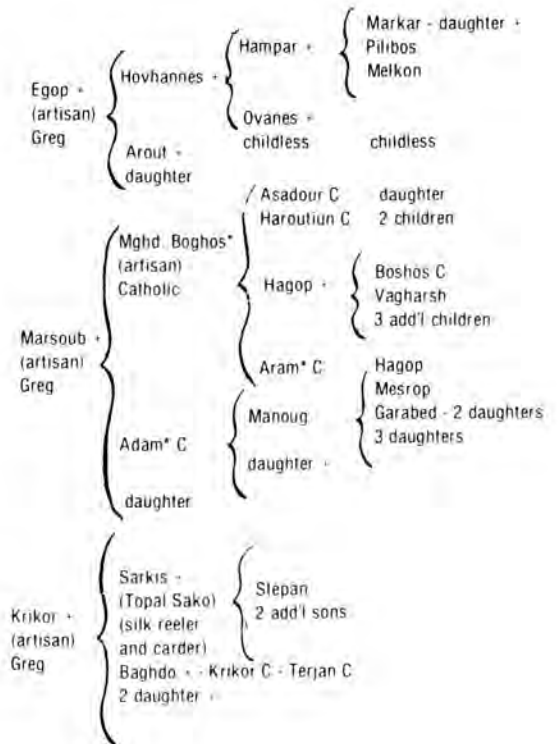 Egop +
(artisan)
Greg
Hovhannes +
Arout +
daughter
Hampar +
Ovanes +
childless
Markar - daughter +
Pilibos
Melkon
childless
Marsoub +
(artisan)
Greg
Mghd. Boghos*
(artisan)
Catholic
Adam* C
daughter
Asadour C
Haroutiun C
Hagop +
Aram* C
daughter
2 children
Boshos C
Vagharsh
3 add'l children
Manoug
daughter +
Hagop
Mesrop
Garabed - 2 daughters
3 daughters
Krikor +
(artisan)
Greg
Sarkis +
(Topal Sako)
(silk reeler
and carder)
Baghdo + - Krikor C - Terjan C
2 daughter +
Stepan
2 add'l sons